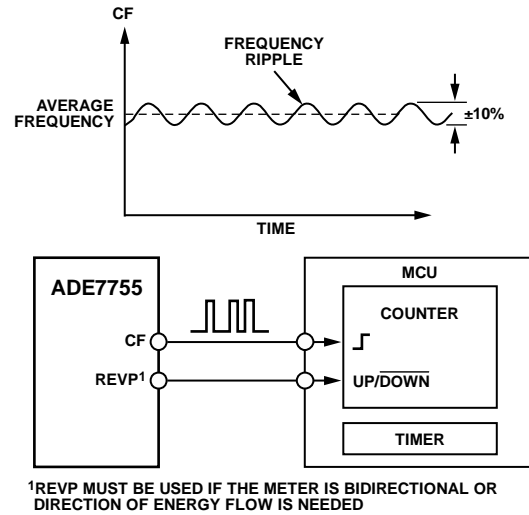 CF
FREQUENCY
RIPPLE
AVERAGE
FREQUENCY
±10%
TIME
ADE7755
CF
REVP1
MCU
COUNTER
UP/DOWN
TIMER
1REVP MUST BE USED IF THE METER IS BIDIRECTIONAL OR
DIRECTION OF ENERGY FLOW IS NEEDED